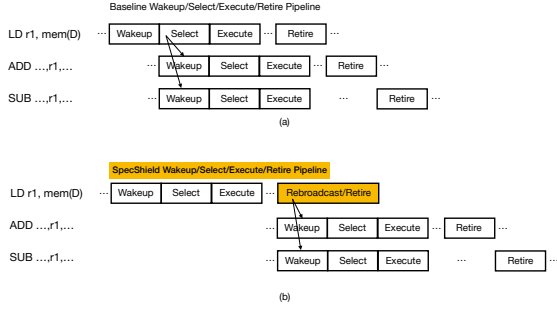 Baseline Wakeup/Select/Execute/Retire Pipeline
LD r1, mem(D) ... Wakeup Select Execute ... Retire ...
ADD ...,r1,... ... Wakeup Select Execute ... Retire ...
SUB ...,r1,... ... Wakeup Select Execute ... Retire ...
(a)
SpecShield Wakeup/Select/Execute/Retire Pipeline
LD r1, mem(D) ... Wakeup Select Execute ... Rebroadcast/Retire
ADD ...,r1,... ... Wakeup Select Execute ... Retire ...
SUB ...,r1,... ... Wakeup Select Execute ... Retire ...
(b)